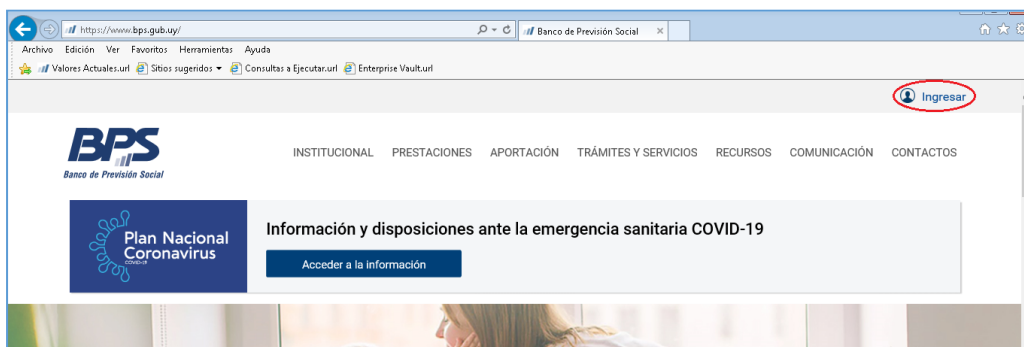 https://www.bps.gub.uy/
Banco de Previsión Social
Archivo Edición Ver Favoritos Herramientas Ayuda
Valores Actuales.url Sitios sugeridos Consultas a Ejecutar.url Enterprise Vault.url
Ingresar
BPS
Banco de Previsión Social
INSTITUCIONAL PRESTACIONES APORTACIÓN TRÁMITES Y SERVICIOS RECURSOS COMUNICACIÓN CONTACTOS
Plan Nacional
Coronavirus
COVID-19
Información y disposiciones ante la emergencia sanitaria COVID-19
Acceder a la información